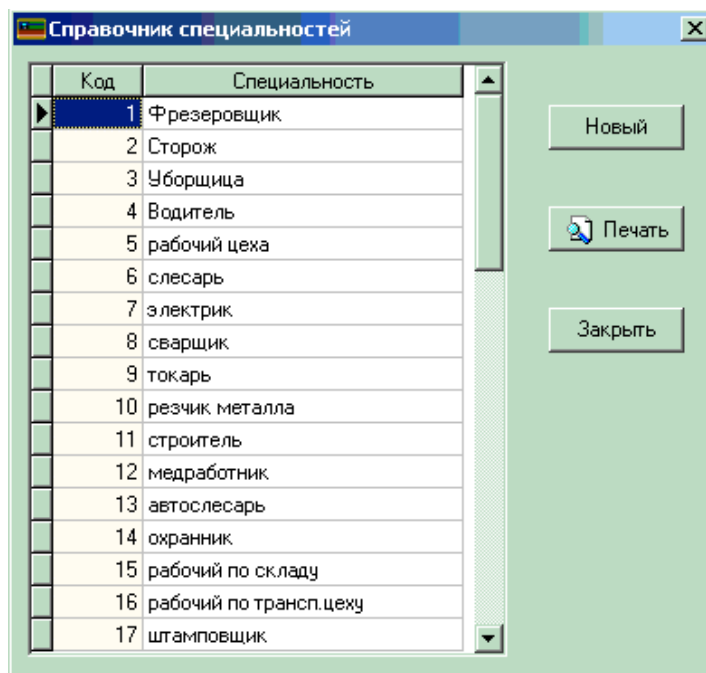 Справочник специальностей
Код Специальность
1 Фрезеровщик
2 Сторож
3 Уборщица
4 Водитель
5 рабочий цеха
6 слесарь
7 электрик
8 сварщик
9 токарь
10 резчик металла
11 строитель
12 медработник
13 автослесарь
14 охранник
15 рабочий по складу
16 рабочий по трансп.цеху
17 штамповщик
Новый
Печать
Закрыть